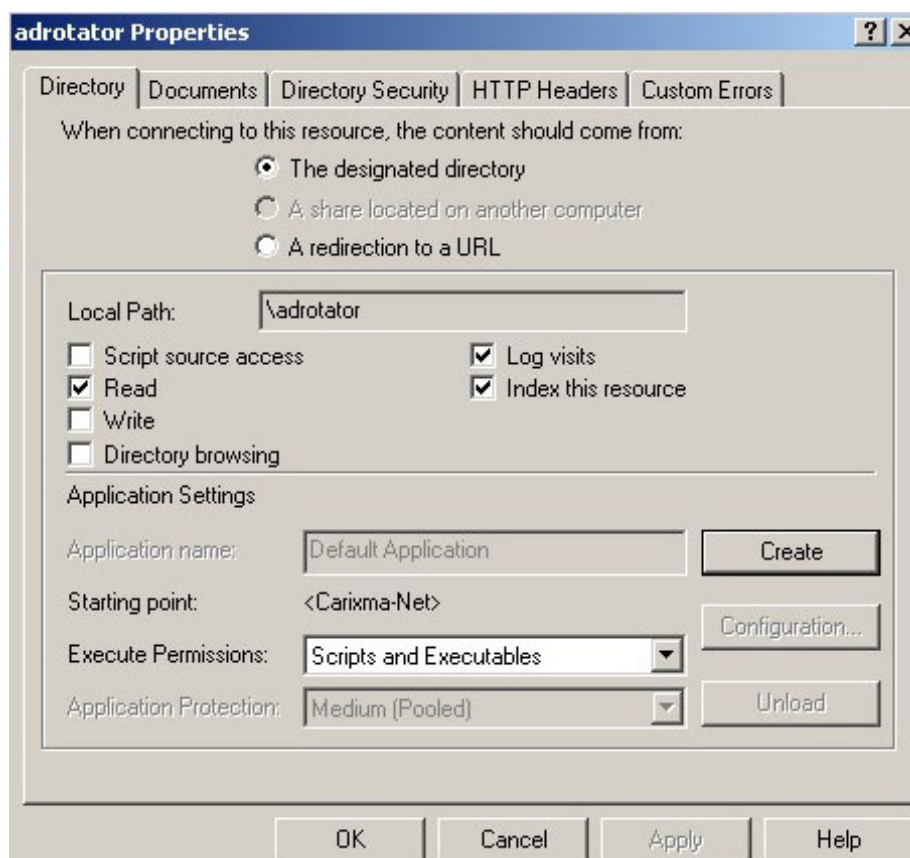 adrotator Properties
Directory Documents Directory Security HTTP Headers Custom Errors
When connecting to this resource, the content should come from:
The designated directory
A share located on another computer
A redirection to a URL
Local Path: \adrotator
Script source access Log visits
Read Index this resource
Write
Directory browsing
Application Settings
Application name: Default Application Create
Starting point: <Carixma-Net>
Configuration...
Execute Permissions: Scripts and Executables
Application Protection: Medium (Pooled) Unload
OK Cancel Apply Help